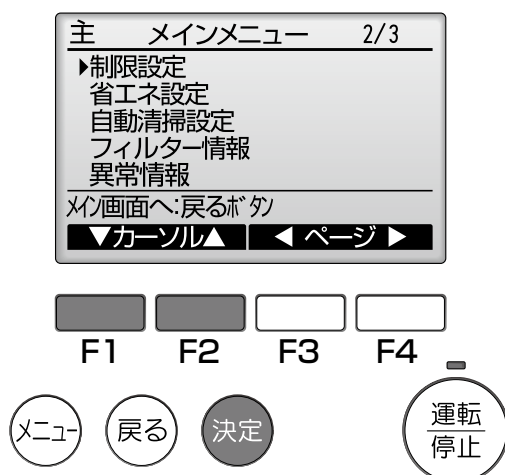 主 メインメニュー 2/3
▶制限設定
省エネ設定
自動清掃設定
フィルター情報
異常情報
メイン画面へ:戻るボタン
▼カーソル▲ ◀ ページ ▶
F1 F2 F3 F4
メニュー 戻る 決定 運転
停止